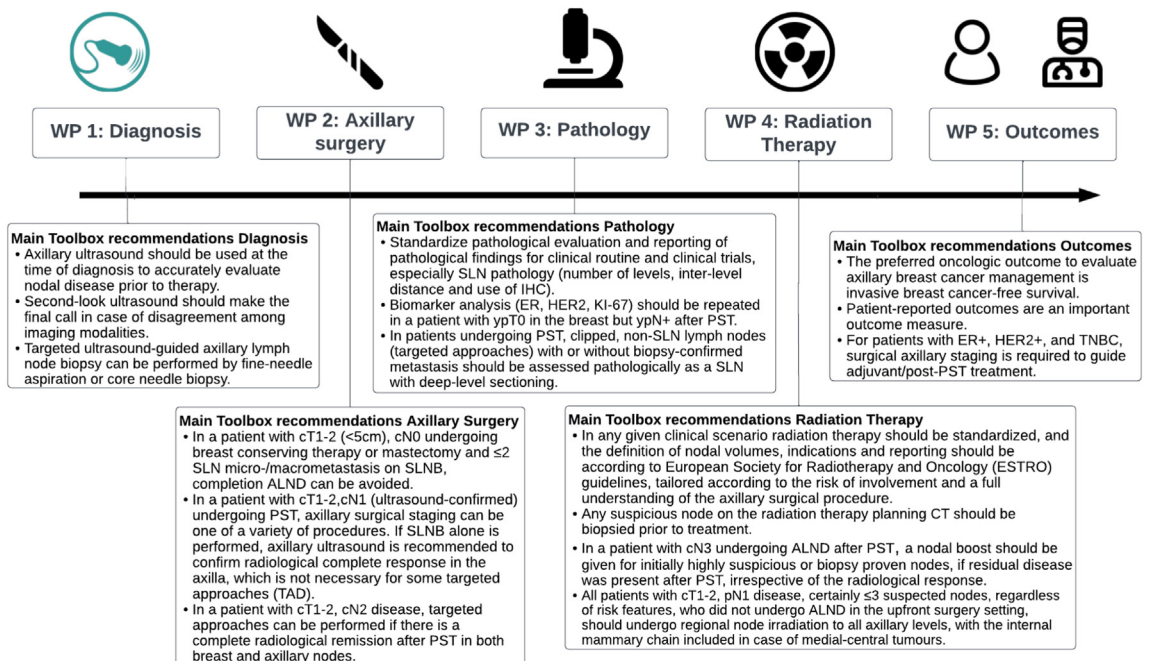 WP 1: Diagnosis
WP 2: Axillary
surgery
WP 3: Pathology
WP 4: Radiation
Therapy
WP 5: Outcomes
Main Toolbox recommendations DIagnosis
• Axillary ultrasound should be used at the
time of diagnosis to accurately evaluate
nodal disease prior to therapy.
• Second-look ultrasound should make the
final call in case of disagreement among
imaging modalities.
• Targeted ultrasound-guided axillary lymph
node biopsy can be performed by fine-needle
aspiration or core needle biopsy.
Main Toolbox recommendations Axillary Surgery
• In a patient with cT1-2 (<5cm), cN0 undergoing
breast conserving therapy or mastectomy and ≤2
SLN micro-/macrometastasis on SLNB,
completion ALND can be avoided.
• In a patient with cT1-2,cN1 (ultrasound-confirmed)
undergoing PST, axillary surgical staging can be
one of a variety of procedures. If SLNB alone is
performed, axillary ultrasound is recommended to
confirm radiological complete response in the
axilla, which is not necessary for some targeted
approaches (TAD).
• In a patient with cT1-2, cN2 disease, targeted
approaches can be performed if there is a
complete radiological remission after PST in both
breast and axillary nodes.
Main Toolbox recommendations Pathology
• Standardize pathological evaluation and reporting of
pathological findings for clinical routine and clinical trials,
especially SLN pathology (number of levels, inter-level
distance and use of IHC).
• Biomarker analysis (ER, HER2, KI-67) should be repeated
in a patient with ypT0 in the breast but ypN+ after PST.
• In patients undergoing PST, clipped, non-SLN lymph nodes
(targeted approaches) with or without biopsy-confirmed
metastasis should be assessed pathologically as a SLN
with deep-level sectioning.
Main Toolbox recommendations Radiation Therapy
• In any given clinical scenario radiation therapy should be standardized, and
the definition of nodal volumes, indications and reporting should be
according to European Society for Radiotherapy and Oncology (ESTRO)
guidelines, tailored according to the risk of involvement and a full
understanding of the axillary surgical procedure.
• Any suspicious node on the radiation therapy planning CT should be
biopsied prior to treatment.
• In a patient with cN3 undergoing ALND after PST, a nodal boost should be
given for initially highly suspicious or biopsy proven nodes, if residual disease
was present after PST, irrespective of the radiological response.
• All patients with cT1-2, pN1 disease, certainly ≤3 suspected nodes, regardless
of risk features, who did not undergo ALND in the upfront surgery setting,
should undergo regional node irradiation to all axillary levels, with the internal
mammary chain included in case of medial-central tumours.
Main Toolbox recommendations Outcomes
• The preferred oncologic outcome to evaluate
axillary breast cancer management is
invasive breast cancer-free survival.
• Patient-reported outcomes are an important
outcome measure.
• For patients with ER+, HER2+, and TNBC,
surgical axillary staging is required to guide
adjuvant/post-PST treatment.